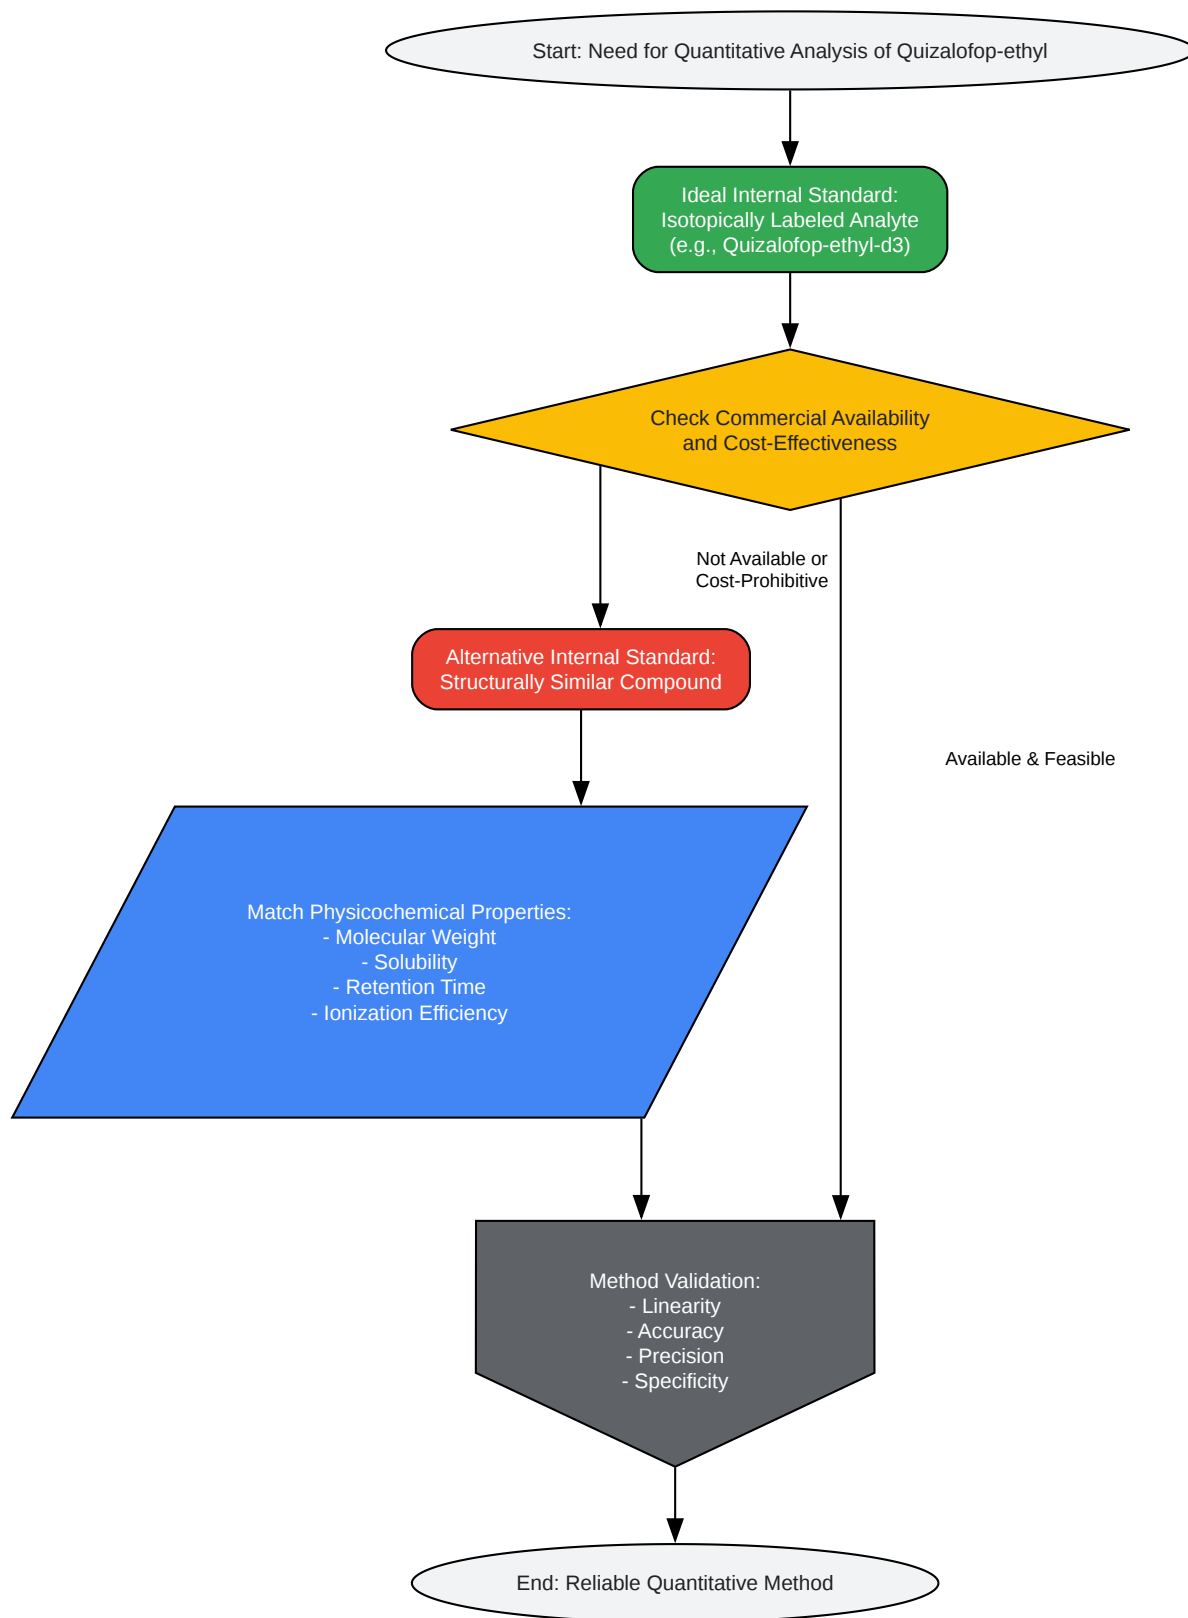 Start: Need for Quantitative Analysis of Quizalofop-ethyl
Ideal Internal Standard:
Isotopically Labeled Analyte
(e.g., Quizalofop-ethyl-d3)
Check Commercial Availability
and Cost-Effectiveness
Not Available or
Cost-Prohibitive
Alternative Internal Standard:
Structurally Similar Compound
Available & Feasible
Match Physicochemical Properties:
- Molecular Weight
- Solubility
- Retention Time
- Ionization Efficiency
Method Validation:
- Linearity
- Accuracy
- Precision
- Specificity
End: Reliable Quantitative Method